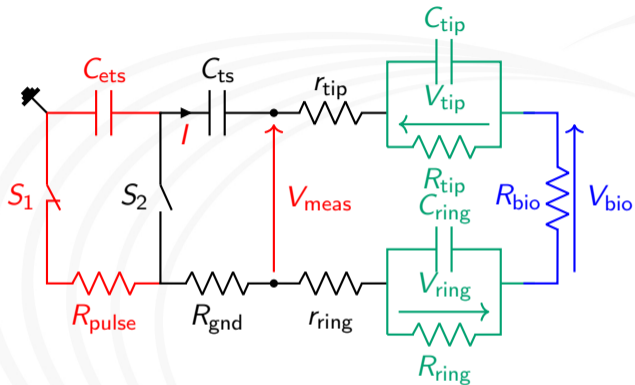 C_tip
C_ets
C_ts
r_tip
V_tip
I
R_tip
S_1
S_2
V_meas
C_ring
R_bio
V_bio
V_ring
R_pulse
R_gnd
r_ring
R_ring